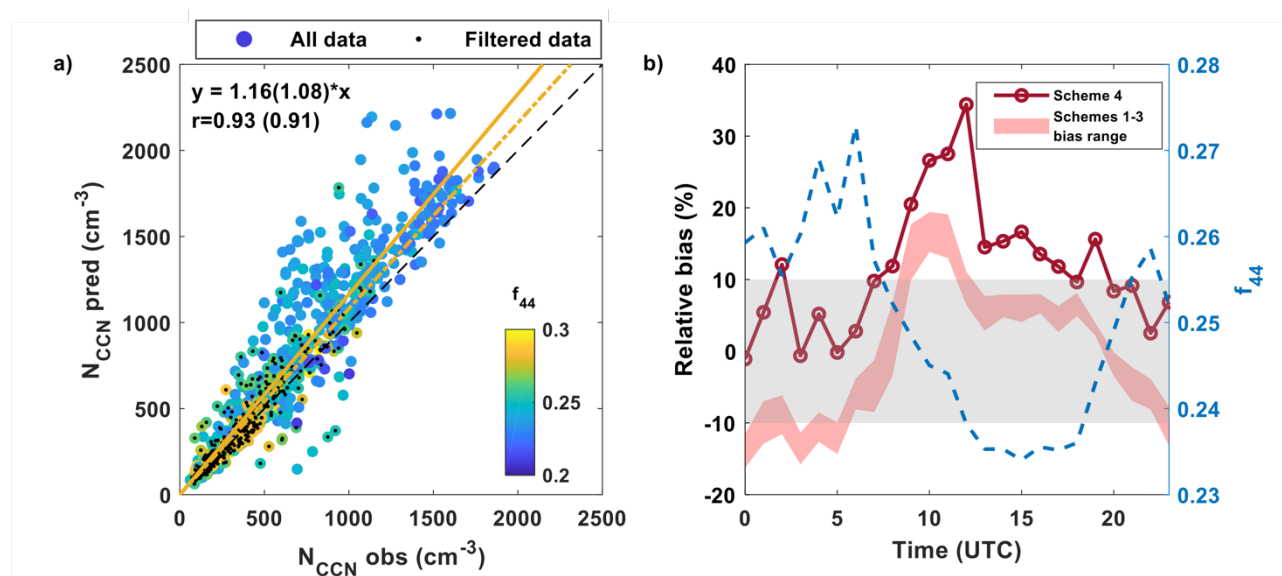 All data
Filtered data
a)
y = 1.16(1.08)*x
r=0.93 (0.91)
N_CCN pred (cm^-3)
2500
2000
1500
1000
500
0
f_44
0.3
0.25
0.2
0 500 1000 1500 2000 2500
N_CCN obs (cm^-3)
b)
Scheme 4
Schemes 1-3
bias range
Relative bias (%)
40
30
20
10
0
-10
-20
0.28
0.27
0.26
0.25
0.24
0.23
f_44
0 5 10 15 20
Time (UTC)